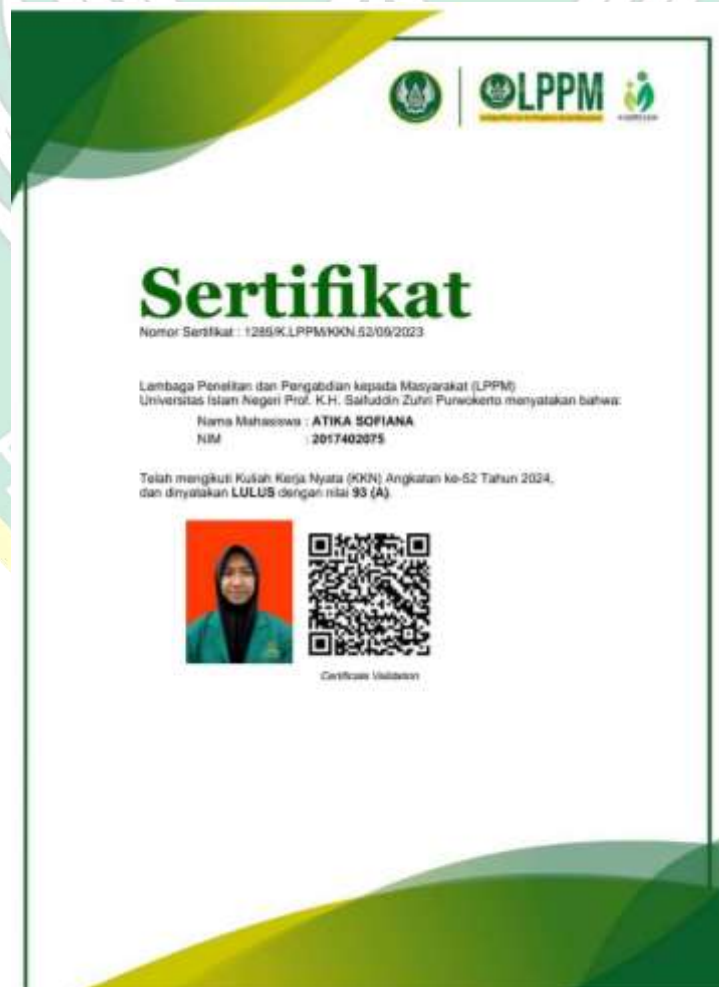 LPPM
Sertifikat
Nomor Sertifikat : 1285/K.LPPM/KKN.52/09/2023
Lembaga Penelitian dan Pengabdian kepada Masyarakat (LPPM)
Universitas Islam Negeri Prof. K.H. Saifuddin Zuhri Purwokerto menyatakan bahwa:
Nama Mahasiswa : ATIKA SOFIANA
NIM : 2017402075
Telah mengikuti Kuliah Kerja Nyata (KKN) Angkatan ke-52 Tahun 2024,
dan dinyatakan LULUS dengan nilai 93 (A).
Certificate Validation